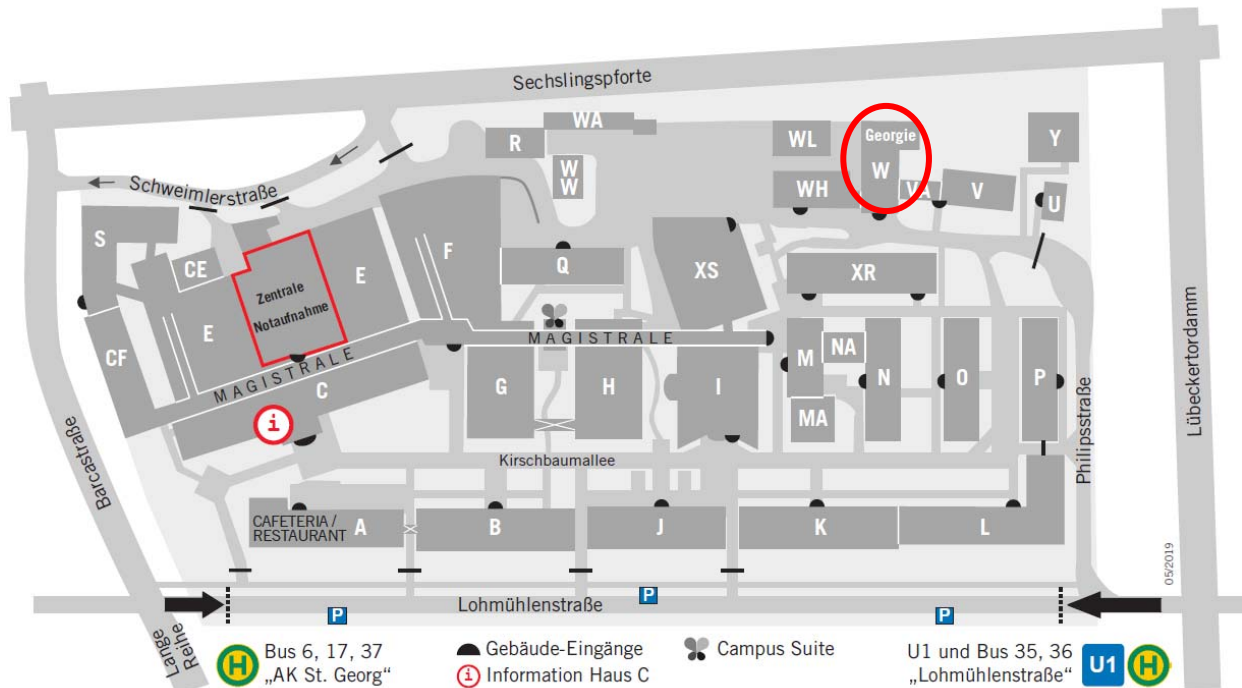 Sechslingspforte
WA
R
WL
Georgie
Y
W
W
W
WH
VA
V
U
Schweimlerstraße
S
CE
E
F
Q
XS
XR
Zentrale
Notaufnahme
E
CF
MAGISTRALE
MAGISTRALE
C
G
H
I
M
NA
N
O
P
MA
i
Kirschbaumallee
Barcastraße
Philipsstraße
Lübeckertordamm
CAFETERIA /
RESTAURANT
A
B
J
K
L
05/2019
Lohmühlenstraße
P
P
P
Lange
Reihe
H
Bus 6, 17, 37
„AK St. Georg“
Gebäude-Eingänge
i Information Haus C
Campus Suite
U1 und Bus 35, 36
„Lohmühlenstraße“
U1
H